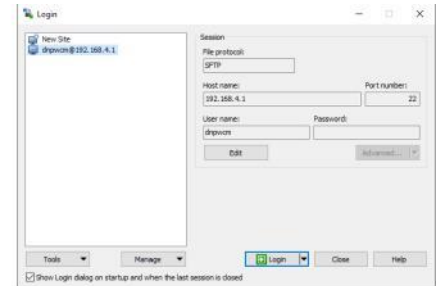 Login
New Site
dnpwcm@192.168.4.1
Session
File protocol:
SFTP
Host name:
Port number:
192.168.4.1
22
User name:
Password:
dnpwcm
Edit
Advanced...
Tools
Manage
Login
Close
Help
Show Login dialog on startup and when the last session is closed